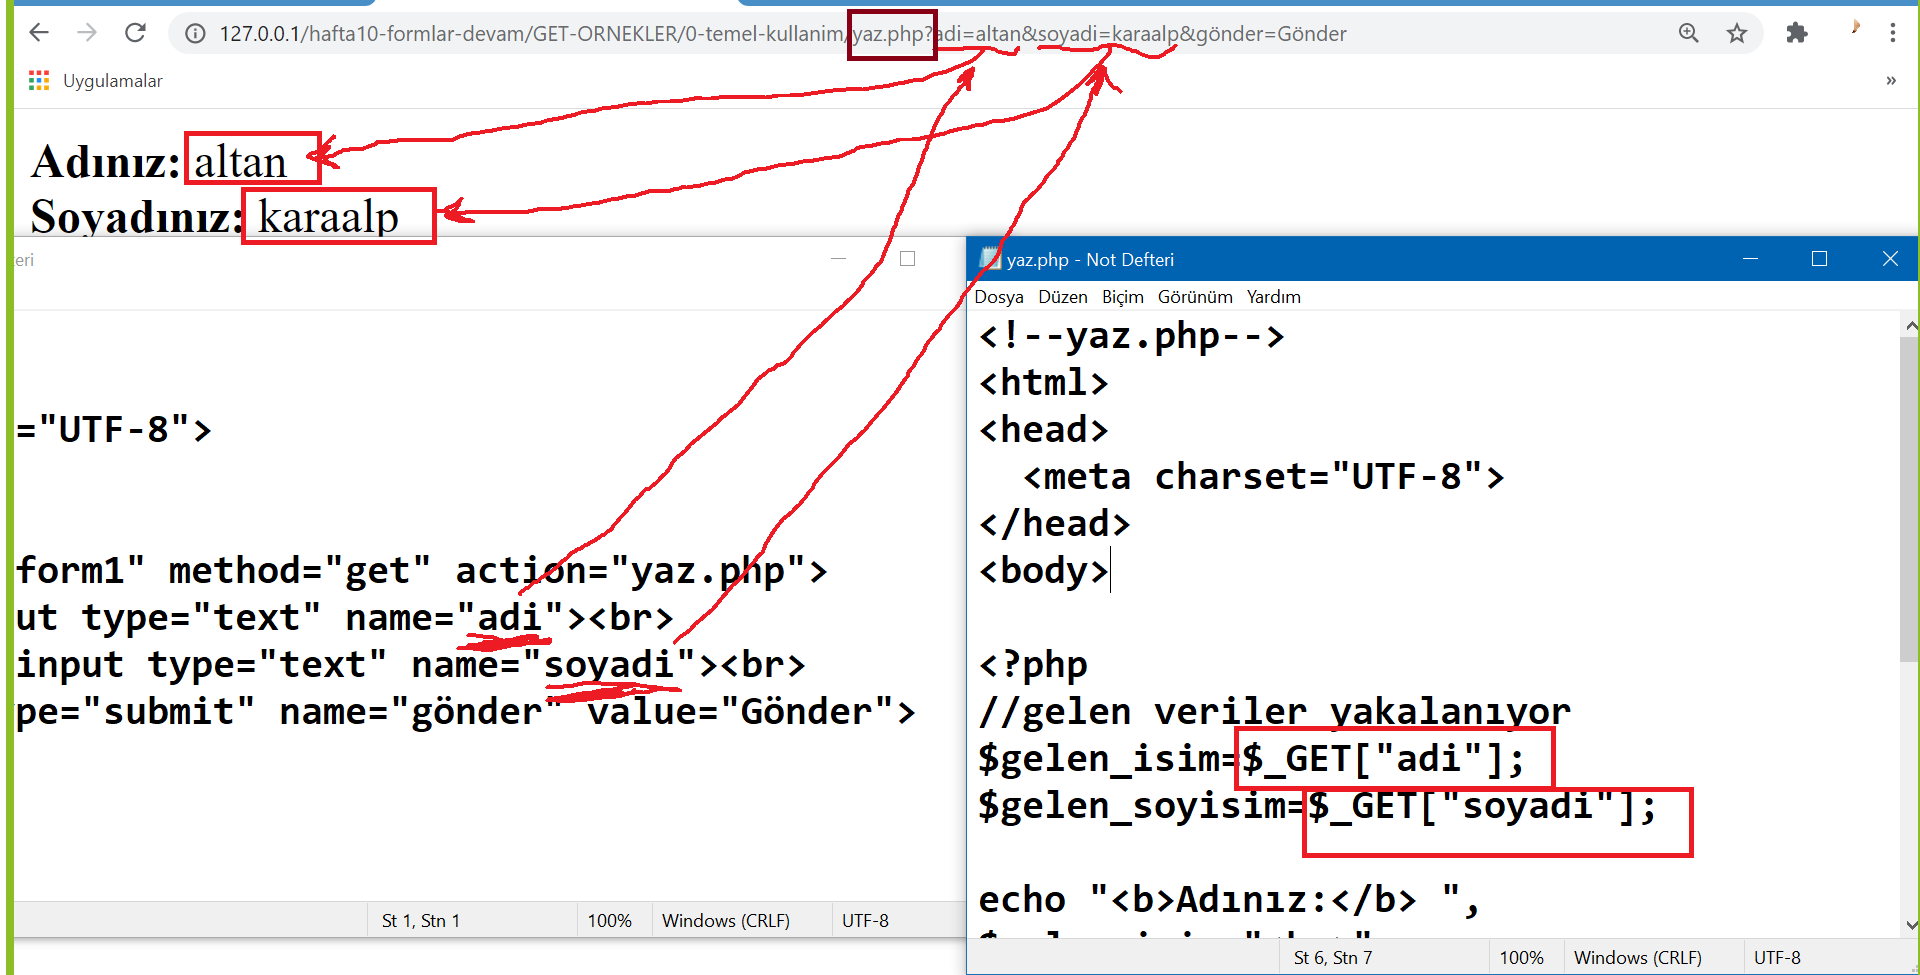 127.0.0.1/hafta10-formlar-devam/GET-ORNEKLER/0-temel-kullanim/yaz.php?adi=altan&soyadi=karaalp&gönder=Gönder
Uygulamalar
»
Adınız: altan
Soyadınız: karaalp
eri
="UTF-8">
form1" method="get" action="yaz.php">
ut type="text" name="adi"><br>
input type="text" name="soyadi"><br>
pe="submit" name="gönder" value="Gönder">
St 1, Stn 1 100% Windows (CRLF) UTF-8
yaz.php - Not Defteri
Dosya Düzen Biçim Görünüm Yardım
<!--yaz.php-->
<html>
<head>
<meta charset="UTF-8">
</head>
<body>
<?php
//gelen veriler yakalanıyor
$gelen_isim=$_GET["adi"];
$gelen_soyisim=$_GET["soyadi"];
echo "<b>Adınız:</b> ",
St 6, Stn 7 100% Windows (CRLF) UTF-8